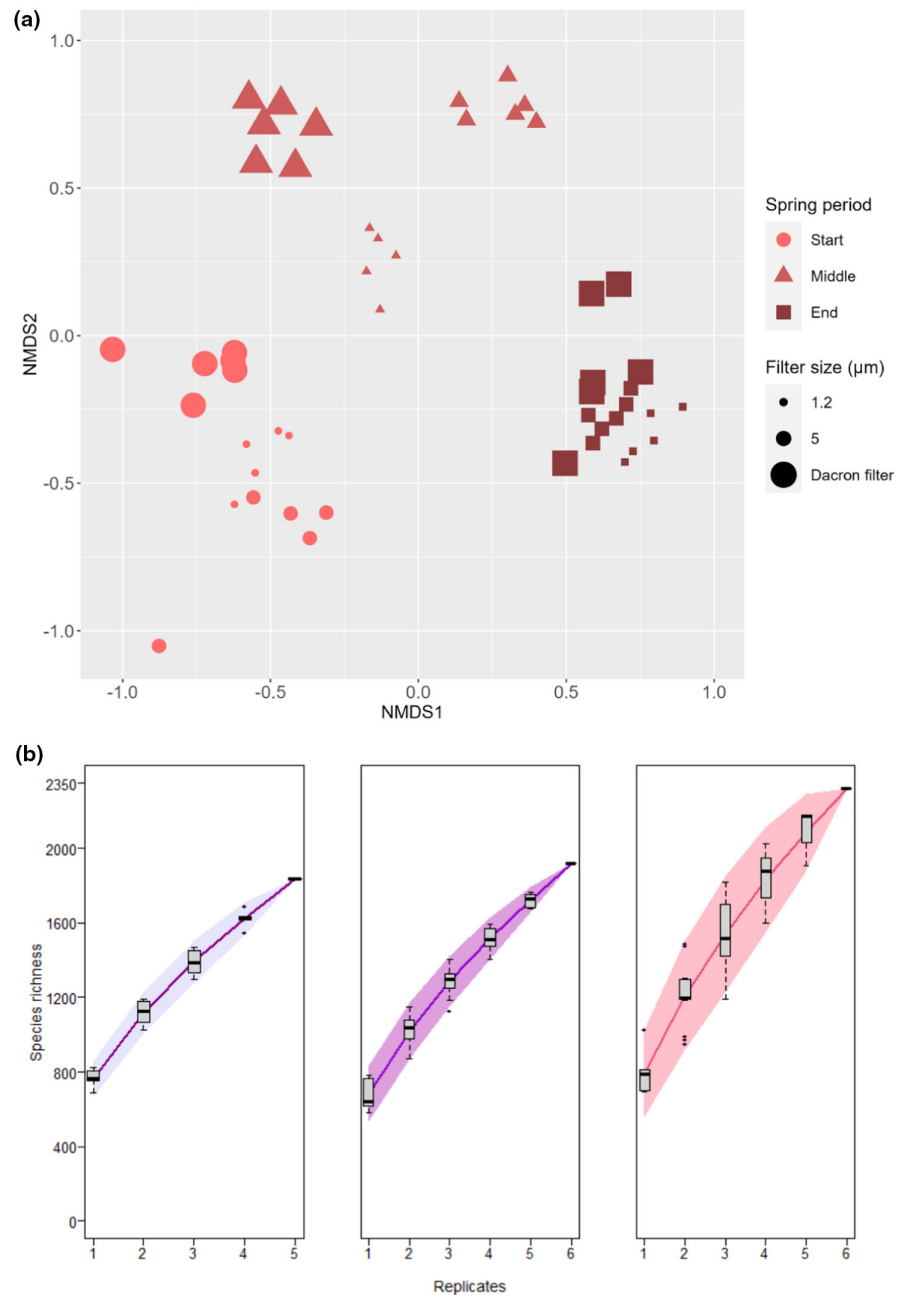 (a)
1.0
0.5
0.0
-0.5
-1.0
NMDS2
-1.0 -0.5 0.0 0.5 1.0
NMDS1
Spring period
Start
Middle
End
Filter size (µm)
1.2
5
Dacron filter
(b)
2350
2000
1600
1200
800
400
0
Species richness
1 2 3 4 5
1 2 3 4 5 6
1 2 3 4 5 6
Replicates